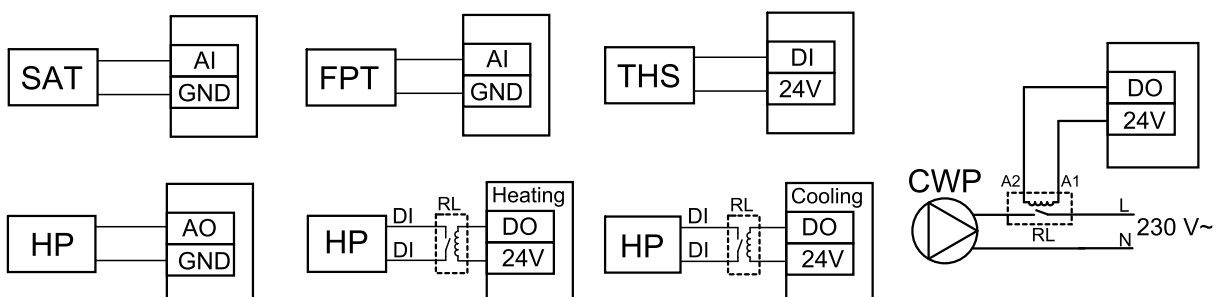 SAT
AI
GND
FPT
AI
GND
THS
DI
24V
DO
24V
HP
AO
GND
HP
DI
DI
RL
Heating
DO
24V
HP
DI
DI
RL
Cooling
DO
24V
CWP
A2
A1
RL
L
N
230 V~